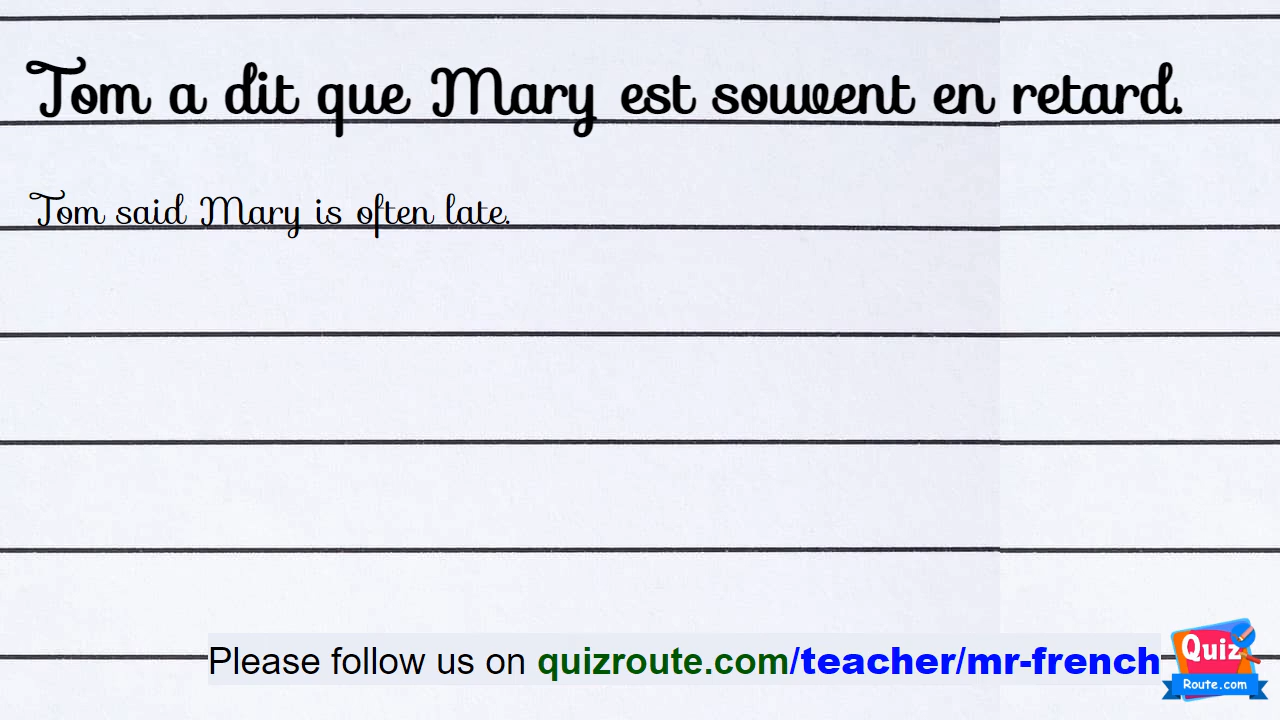 Tom a dit que Mary est souvent en retard.
Tom said Mary is often late.
Please follow us on quizroute.com/teacher/mr-french
Quiz
Route.com